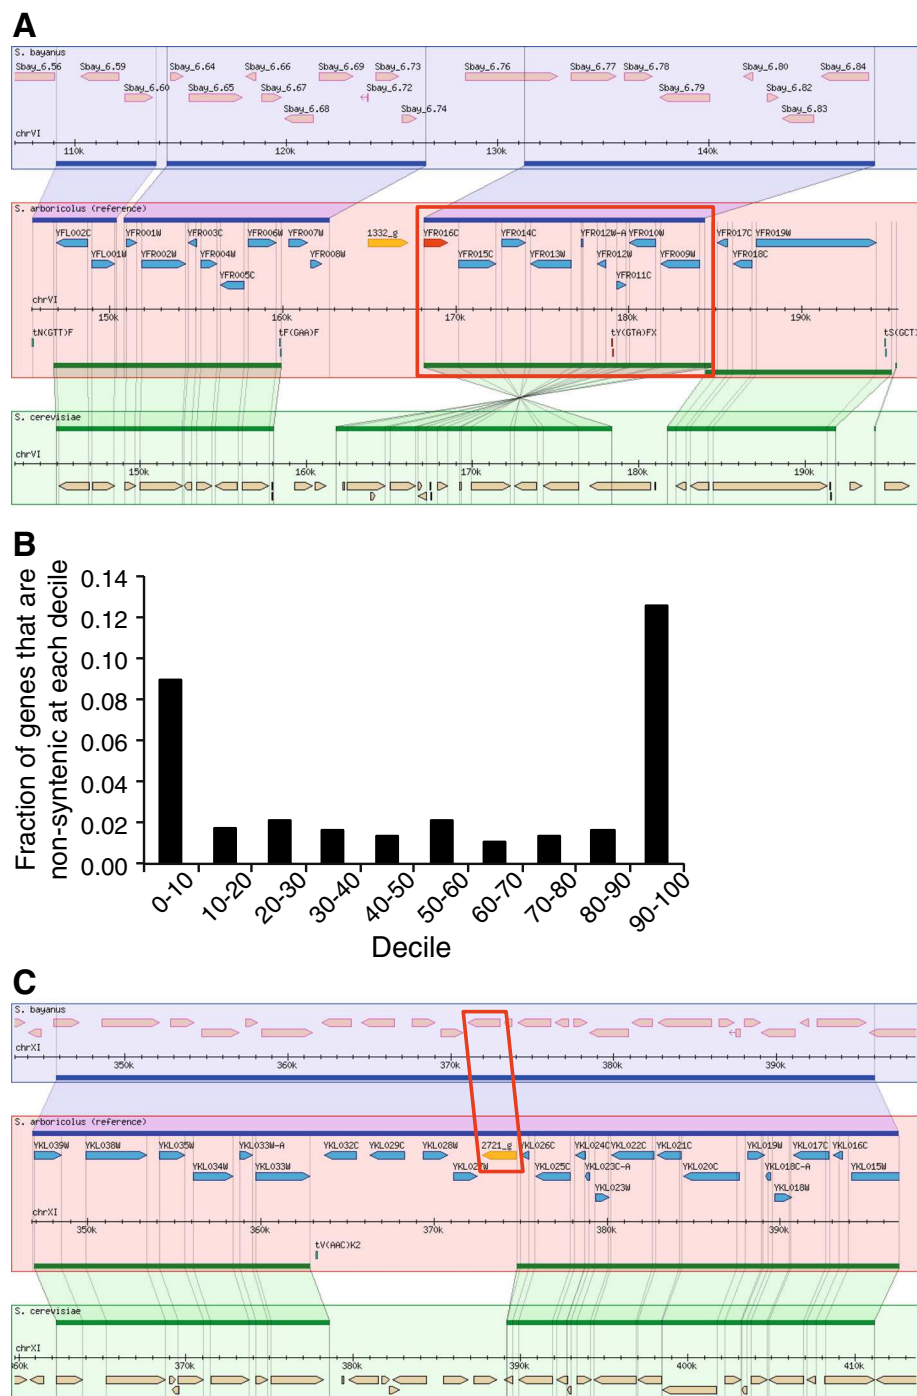 A
S. bayanus
Sbay_6.56 Sbay_6.59 Sbay_6.64 Sbay_6.66 Sbay_6.69 Sbay_6.73 Sbay_6.76 Sbay_6.77 Sbay_6.78 Sbay_6.80 Sbay_6.84
Sbay_6.60 Sbay_6.65 Sbay_6.67 Sbay_6.72 Sbay_6.79 Sbay_6.82
Sbay_6.68 Sbay_6.74 Sbay_6.83
chrVI
110k 120k 130k 140k
S. arboricolus (reference)
YFL002C YFR001W YFR003C YFR006W YFR007W 1332_g YFR016C YFR014C YFR012W-A YFR010W YFR017C YFR019W
YFL001W YFR002W YFR004W YFR008W YFR015C YFR013W YFR012W YFR009W YFR018C
YFR005C YFR011C
chrVI
150k 160k 170k 180k 190k
tN(GTT)F tF(GAA)F tY(GTA)FX tS(GCT)
S. cerevisiae
chrVI
150k 160k 170k 180k 190k
B
Fraction of genes that are
non-syntenic at each decile
0.14
0.12
0.10
0.08
0.06
0.04
0.02
0.00
0-10 10-20 20-30 30-40 40-50 50-60 60-70 70-80 80-90 90-100
Decile
C
S. bayanus
chrXI
350k 360k 370k 380k 390k
S. arboricolus (reference)
YKL039W YKL038W YKL035W YKL033W-A YKL032C YKL029C YKL028W 2721_g YKL026C YKL024C YKL022C YKL021C YKL019W YKL017C YKL016C
YKL034W YKL033W YKL027W YKL025C YKL023C-A YKL020C YKL018C-A YKL015W
YKL023W YKL018W
chrXI
350k 360k 370k 380k 390k
tV(AAC)K2
S. cerevisiae
chrXI
360k 370k 380k 390k 400k 410k